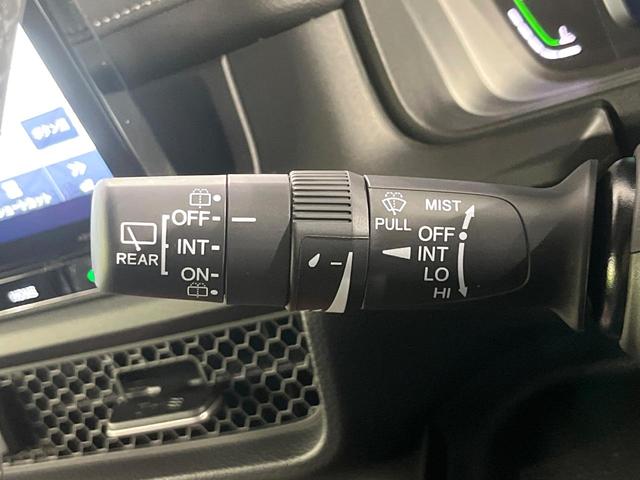 OFF
INT
ON
REAR
PULL
MIST
OFF
INT
LO
HI